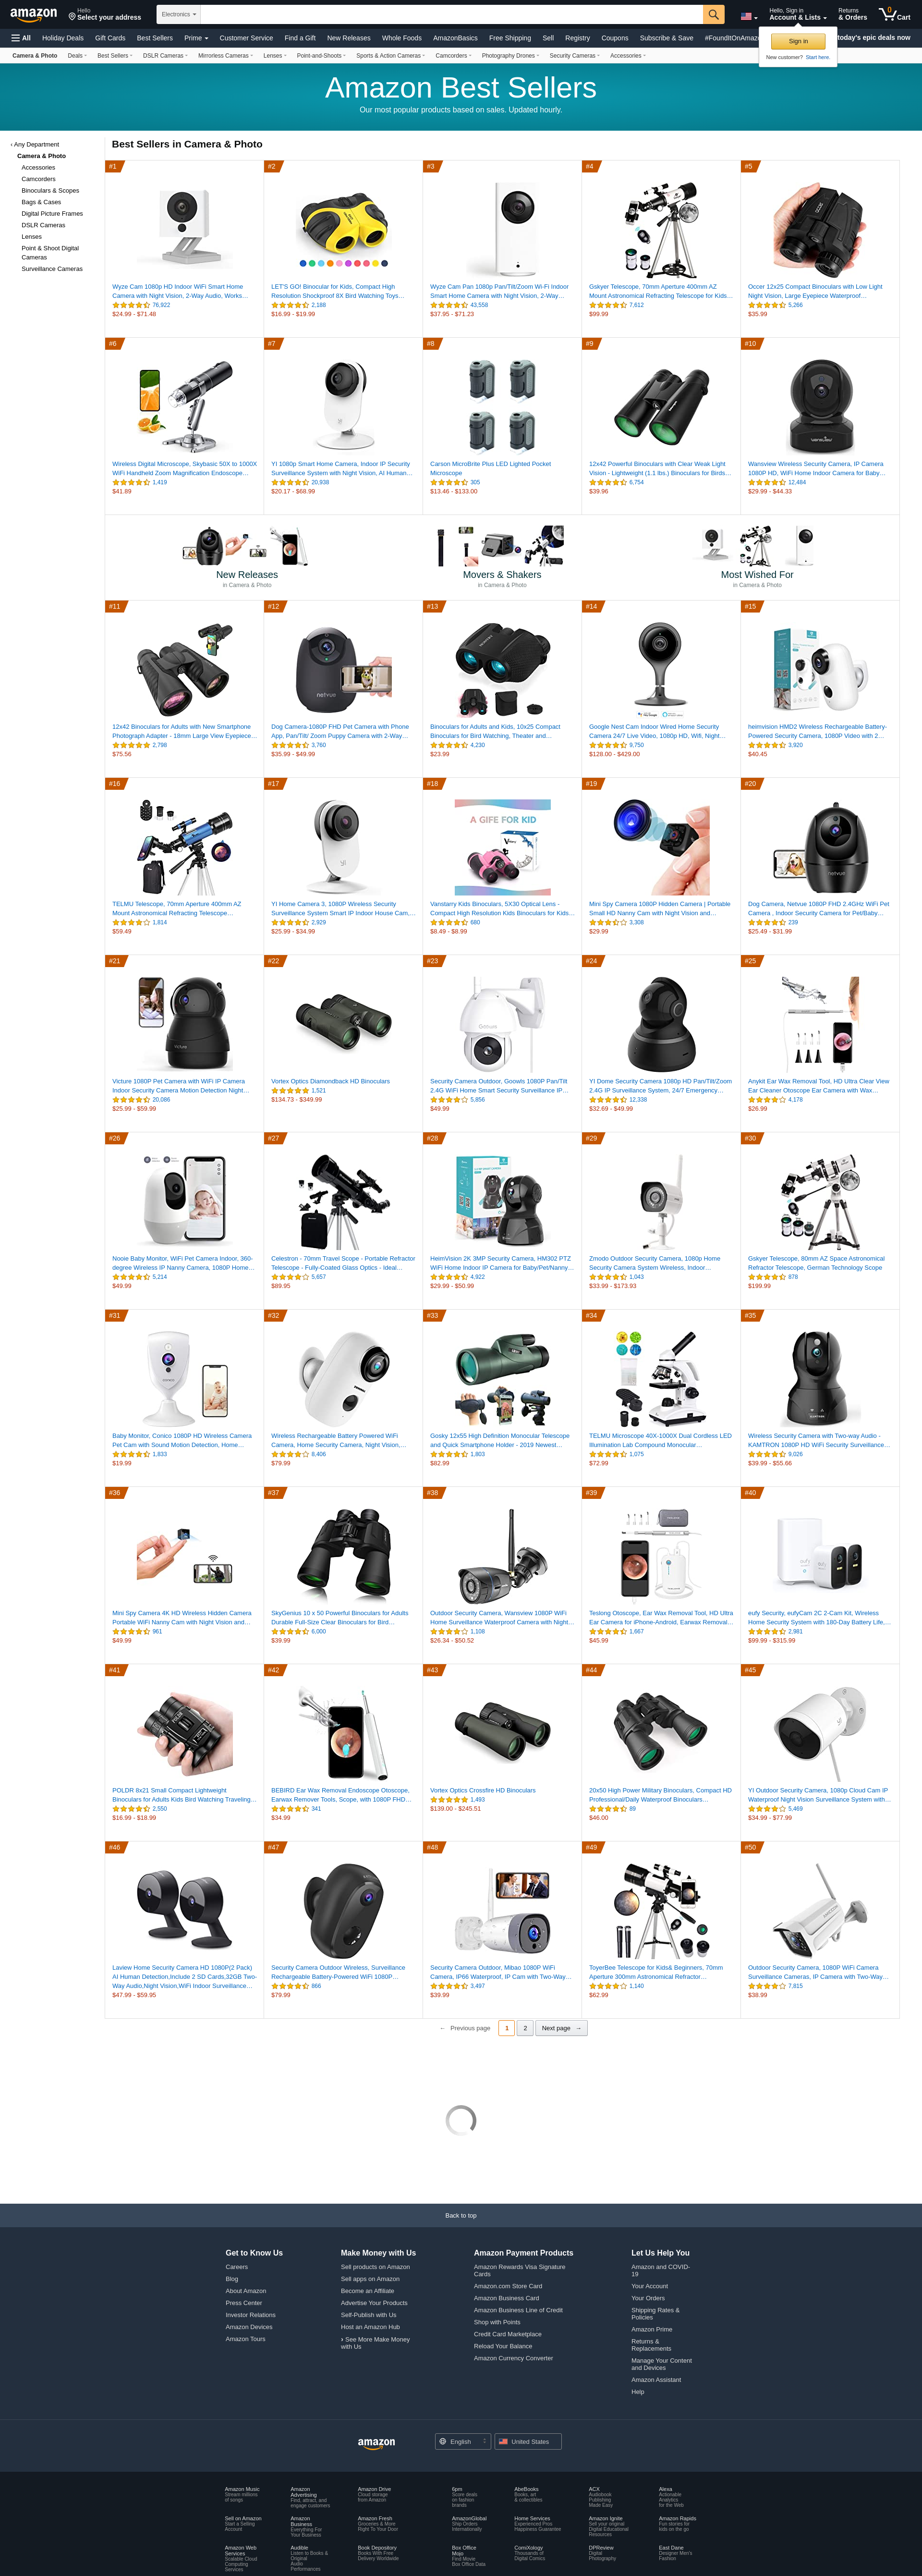 amazon
Hello
Select your address
Electronics
Hello, Sign in
Account & Lists
Returns
& Orders
0
Cart
All
Holiday Deals
Gift Cards
Best Sellers
Prime
Customer Service
Find a Gift
New Releases
Whole Foods
AmazonBasics
Free Shipping
Sell
Registry
Coupons
Subscribe & Save
#FoundItOnAmazon
today's epic deals now
Sign in
New customer? Start here.
Camera & Photo
Deals
Best Sellers
DSLR Cameras
Mirrorless Cameras
Lenses
Point-and-Shoots
Sports & Action Cameras
Camcorders
Photography Drones
Security Cameras
Accessories
Amazon Best Sellers
Our most popular products based on sales. Updated hourly.
‹ Any Department
Camera & Photo
Accessories
Camcorders
Binoculars & Scopes
Bags & Cases
Digital Picture Frames
DSLR Cameras
Lenses
Point & Shoot Digital
Cameras
Surveillance Cameras
Best Sellers in Camera & Photo
#1
Wyze Cam 1080p HD Indoor WiFi Smart Home
Camera with Night Vision, 2-Way Audio, Works…
76,922
$24.99 - $71.48
#2
LET'S GO! Binocular for Kids, Compact High
Resolution Shockproof 8X Bird Watching Toys…
2,188
$16.99 - $19.99
#3
Wyze Cam Pan 1080p Pan/Tilt/Zoom Wi-Fi Indoor
Smart Home Camera with Night Vision, 2-Way…
43,558
$37.95 - $71.23
#4
Gskyer Telescope, 70mm Aperture 400mm AZ
Mount Astronomical Refracting Telescope for Kids…
7,612
$99.99
#5
Occer 12x25 Compact Binoculars with Low Light
Night Vision, Large Eyepiece Waterproof…
5,266
$35.99
#6
Wireless Digital Microscope, Skybasic 50X to 1000X
WiFi Handheld Zoom Magnification Endoscope…
1,419
$41.89
#7
YI 1080p Smart Home Camera, Indoor IP Security
Surveillance System with Night Vision, AI Human…
20,938
$20.17 - $68.99
#8
Carson MicroBrite Plus LED Lighted Pocket
Microscope
305
$13.46 - $133.00
#9
12x42 Powerful Binoculars with Clear Weak Light
Vision - Lightweight (1.1 lbs.) Binoculars for Birds…
6,754
$39.96
#10
Wansview Wireless Security Camera, IP Camera
1080P HD, WiFi Home Indoor Camera for Baby…
12,484
$29.99 - $44.33
New Releases
in Camera & Photo
Movers & Shakers
in Camera & Photo
Most Wished For
in Camera & Photo
#11
12x42 Binoculars for Adults with New Smartphone
Photograph Adapter - 18mm Large View Eyepiece…
2,798
$75.56
#12
netvue
Dog Camera-1080P FHD Pet Camera with Phone
App, Pan/Tilt/ Zoom Puppy Camera with 2-Way…
3,760
$35.99 - $49.99
#13
Binoculars for Adults and Kids, 10x25 Compact
Binoculars for Bird Watching, Theater and…
4,230
$23.99
#14
Google Nest Cam Indoor Wired Home Security
Camera 24/7 Live Video, 1080p HD, Wifi, Night…
9,750
$128.00 - $429.00
#15
heimvision HMD2 Wireless Rechargeable Battery-
Powered Security Camera, 1080P Video with 2…
3,920
$40.45
#16
TELMU Telescope, 70mm Aperture 400mm AZ
Mount Astronomical Refracting Telescope…
1,814
$59.49
#17
YI Home Camera 3, 1080P Wireless Security
Surveillance System Smart IP Indoor House Cam,…
2,929
$25.99 - $34.99
#18
A GIFE FOR KID
Vanstarry Kids Binoculars, 5X30 Optical Lens -
Compact High Resolution Kids Binoculars for Kids…
680
$8.49 - $8.99
#19
Mini Spy Camera 1080P Hidden Camera | Portable
Small HD Nanny Cam with Night Vision and…
3,308
$29.99
#20
netvue
Dog Camera, Netvue 1080P FHD 2.4GHz WiFi Pet
Camera , Indoor Security Camera for Pet/Baby…
239
$25.49 - $31.99
#21
Victure 1080P Pet Camera with WiFi IP Camera
Indoor Security Camera Motion Detection Night…
20,086
$25.99 - $59.99
#22
Vortex Optics Diamondback HD Binoculars
1,521
$134.73 - $349.99
#23
Security Camera Outdoor, Goowls 1080P Pan/Tilt
2.4G WiFi Home Smart Security Surveillance IP…
5,856
$49.99
#24
YI Dome Security Camera 1080p HD Pan/Tilt/Zoom
2.4G IP Surveillance System, 24/7 Emergency…
12,338
$32.69 - $49.99
#25
Anykit Ear Wax Removal Tool, HD Ultra Clear View
Ear Cleaner Otoscope Ear Camera with Wax…
4,178
$26.99
#26
Nooie Baby Monitor, WiFi Pet Camera Indoor, 360-
degree Wireless IP Nanny Camera, 1080P Home…
5,214
$49.99
#27
Celestron - 70mm Travel Scope - Portable Refractor
Telescope - Fully-Coated Glass Optics - Ideal…
5,657
$89.95
#28
HeimVision 2K 3MP Security Camera, HM302 PTZ
WiFi Home Indoor IP Camera for Baby/Pet/Nanny…
4,922
$29.99 - $50.99
#29
Zmodo Outdoor Security Camera, 1080p Home
Security Camera System Wireless, Indoor…
1,043
$33.99 - $173.93
#30
Gskyer Telescope, 80mm AZ Space Astronomical
Refractor Telescope, German Technology Scope
878
$199.99
#31
Baby Monitor, Conico 1080P HD Wireless Camera
Pet Cam with Sound Motion Detection, Home…
1,833
$19.99
#32
Wireless Rechargeable Battery Powered WiFi
Camera, Home Security Camera, Night Vision,…
8,406
$79.99
#33
Gosky 12x55 High Definition Monocular Telescope
and Quick Smartphone Holder - 2019 Newest…
1,803
$82.99
#34
TELMU Microscope 40X-1000X Dual Cordless LED
Illumination Lab Compound Monocular…
1,075
$72.99
#35
Wireless Security Camera with Two-way Audio -
KAMTRON 1080P HD WiFi Security Surveillance…
9,026
$39.99 - $55.66
#36
Mini Spy Camera 4K HD Wireless Hidden Camera
Portable WiFi Nanny Cam with Night Vision and…
961
$49.99
#37
SkyGenius 10 x 50 Powerful Binoculars for Adults
Durable Full-Size Clear Binoculars for Bird…
6,000
$39.99
#38
Outdoor Security Camera, Wansview 1080P WiFi
Home Surveillance Waterproof Camera with Night…
1,108
$26.34 - $50.52
#39
Teslong Otoscope, Ear Wax Removal Tool, HD Ultra
Ear Camera for iPhone-Android, Earwax Removal…
1,667
$45.99
#40
eufy Security, eufyCam 2C 2-Cam Kit, Wireless
Home Security System with 180-Day Battery Life,…
2,981
$99.99 - $315.99
#41
POLDR 8x21 Small Compact Lightweight
Binoculars for Adults Kids Bird Watching Traveling…
2,550
$16.99 - $18.99
#42
BEBIRD Ear Wax Removal Endoscope Otoscope,
Earwax Remover Tools, Scope, with 1080P FHD…
341
$34.99
#43
Vortex Optics Crossfire HD Binoculars
1,493
$139.00 - $245.51
#44
20x50 High Power Military Binoculars, Compact HD
Professional/Daily Waterproof Binoculars…
89
$46.00
#45
YI Outdoor Security Camera, 1080p Cloud Cam IP
Waterproof Night Vision Surveillance System with…
5,469
$34.99 - $77.99
#46
Laview Home Security Camera HD 1080P(2 Pack)
AI Human Detection,Include 2 SD Cards,32GB Two-
Way Audio,Night Vision,WiFi Indoor Surveillance…
$47.99 - $59.95
#47
Security Camera Outdoor Wireless, Surveillance
Rechargeable Battery-Powered WiFi 1080P…
866
$79.99
#48
Security Camera Outdoor, Mibao 1080P WiFi
Camera, IP66 Waterproof, IP Cam with Two-Way…
3,497
$39.99
#49
ToyerBee Telescope for Kids& Beginners, 70mm
Aperture 300mm Astronomical Refractor…
1,140
$62.99
#50
Outdoor Security Camera, 1080P WiFi Camera
Surveillance Cameras, IP Camera with Two-Way…
7,815
$38.99
← Previous page
1
2
Next page →
Back to top
Get to Know Us
Careers
Blog
About Amazon
Press Center
Investor Relations
Amazon Devices
Amazon Tours
Make Money with Us
Sell products on Amazon
Sell apps on Amazon
Become an Affiliate
Advertise Your Products
Self-Publish with Us
Host an Amazon Hub
› See More Make Money
with Us
Amazon Payment Products
Amazon Rewards Visa Signature
Cards
Amazon.com Store Card
Amazon Business Card
Amazon Business Line of Credit
Shop with Points
Credit Card Marketplace
Reload Your Balance
Amazon Currency Converter
Let Us Help You
Amazon and COVID-
19
Your Account
Your Orders
Shipping Rates &
Policies
Amazon Prime
Returns &
Replacements
Manage Your Content
and Devices
Amazon Assistant
Help
amazon
English
United States
Amazon Music
Stream millions
of songs
Amazon
Advertising
Find, attract, and
engage customers
Amazon Drive
Cloud storage
from Amazon
6pm
Score deals
on fashion
brands
AbeBooks
Books, art
& collectibles
ACX
Audiobook
Publishing
Made Easy
Alexa
Actionable
Analytics
for the Web
Sell on Amazon
Start a Selling
Account
Amazon
Business
Everything For
Your Business
Amazon Fresh
Groceries & More
Right To Your Door
AmazonGlobal
Ship Orders
Internationally
Home Services
Experienced Pros
Happiness Guarantee
Amazon Ignite
Sell your original
Digital Educational
Resources
Amazon Rapids
Fun stories for
kids on the go
Amazon Web
Services
Scalable Cloud
Computing
Services
Audible
Listen to Books &
Original
Audio
Performances
Book Depository
Books With Free
Delivery Worldwide
Box Office
Mojo
Find Movie
Box Office Data
ComiXology
Thousands of
Digital Comics
DPReview
Digital
Photography
East Dane
Designer Men's
Fashion